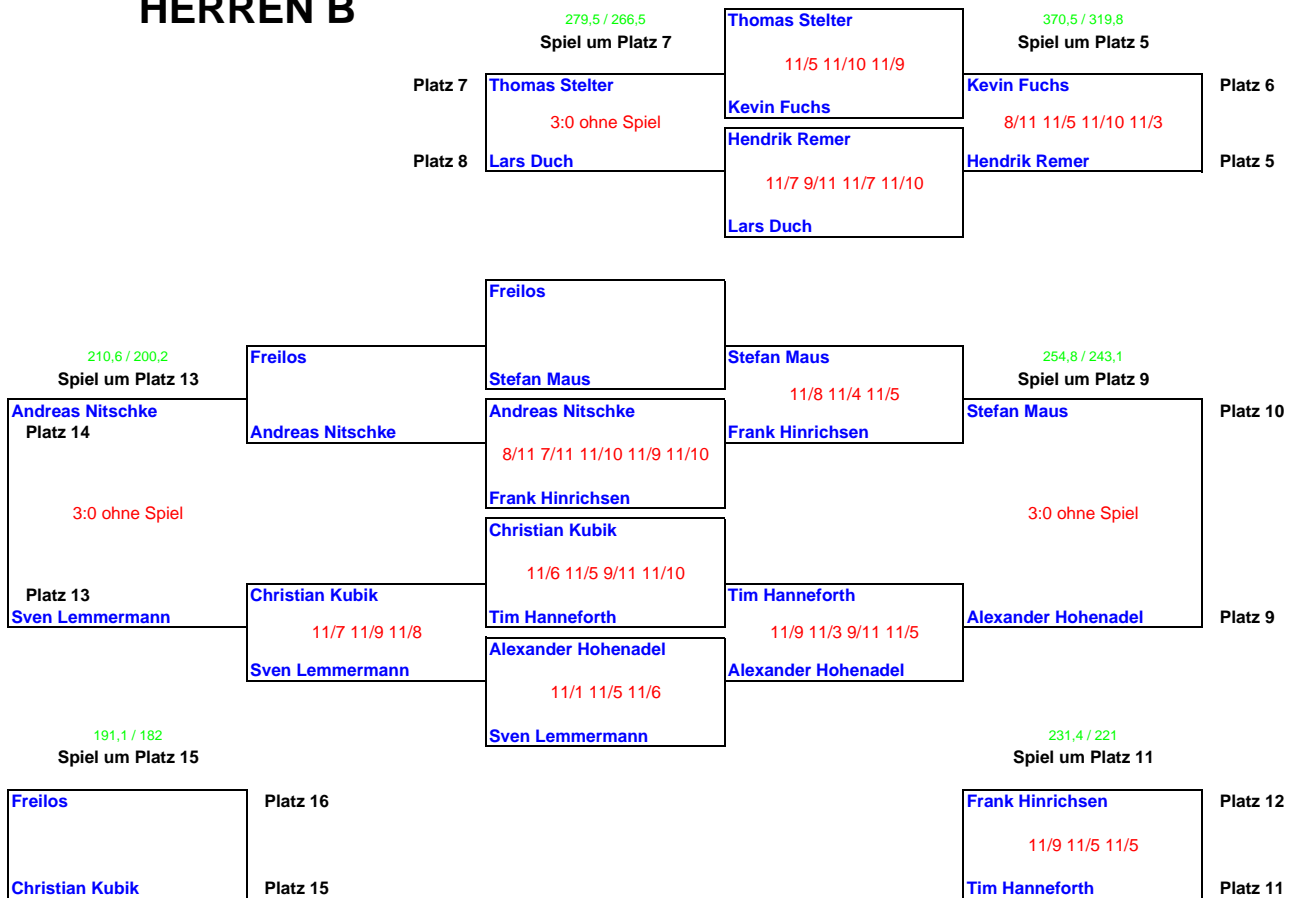 HERREN B
279,5 / 266,5 Thomas Stelter 370,5 / 319,8
Spiel um Platz 7 Spiel um Platz 5
11/5 11/10 11/9
Platz 7 Thomas Stelter Kevin Fuchs Platz 6
Kevin Fuchs
3:0 ohne Spiel 8/11 11/5 11/10 11/3
Hendrik Remer
Platz 8 Lars Duch Hendrik Remer Platz 5
11/7 9/11 11/7 11/10
Lars Duch
Freilos
210,6 / 200,2 Freilos Stefan Maus 254,8 / 243,1
Spiel um Platz 13 Stefan Maus Spiel um Platz 9
11/8 11/4 11/5
Andreas Nitschke Andreas Nitschke Stefan Maus Platz 10
Platz 14 Andreas Nitschke Frank Hinrichsen
8/11 7/11 11/10 11/9 11/10
Frank Hinrichsen
3:0 ohne Spiel 3:0 ohne Spiel
Christian Kubik
11/6 11/5 9/11 11/10
Platz 13 Christian Kubik Tim Hanneforth
Sven Lemmermann Tim Hanneforth Alexander Hohenadel Platz 9
11/7 11/9 11/8 11/9 11/3 9/11 11/5
Alexander Hohenadel
Sven Lemmermann Alexander Hohenadel
11/1 11/5 11/6
191,1 / 182 Sven Lemmermann 231,4 / 221
Spiel um Platz 15 Spiel um Platz 11
Freilos Platz 16 Frank Hinrichsen Platz 12
11/9 11/5 11/5
Christian Kubik Platz 15 Tim Hanneforth Platz 11